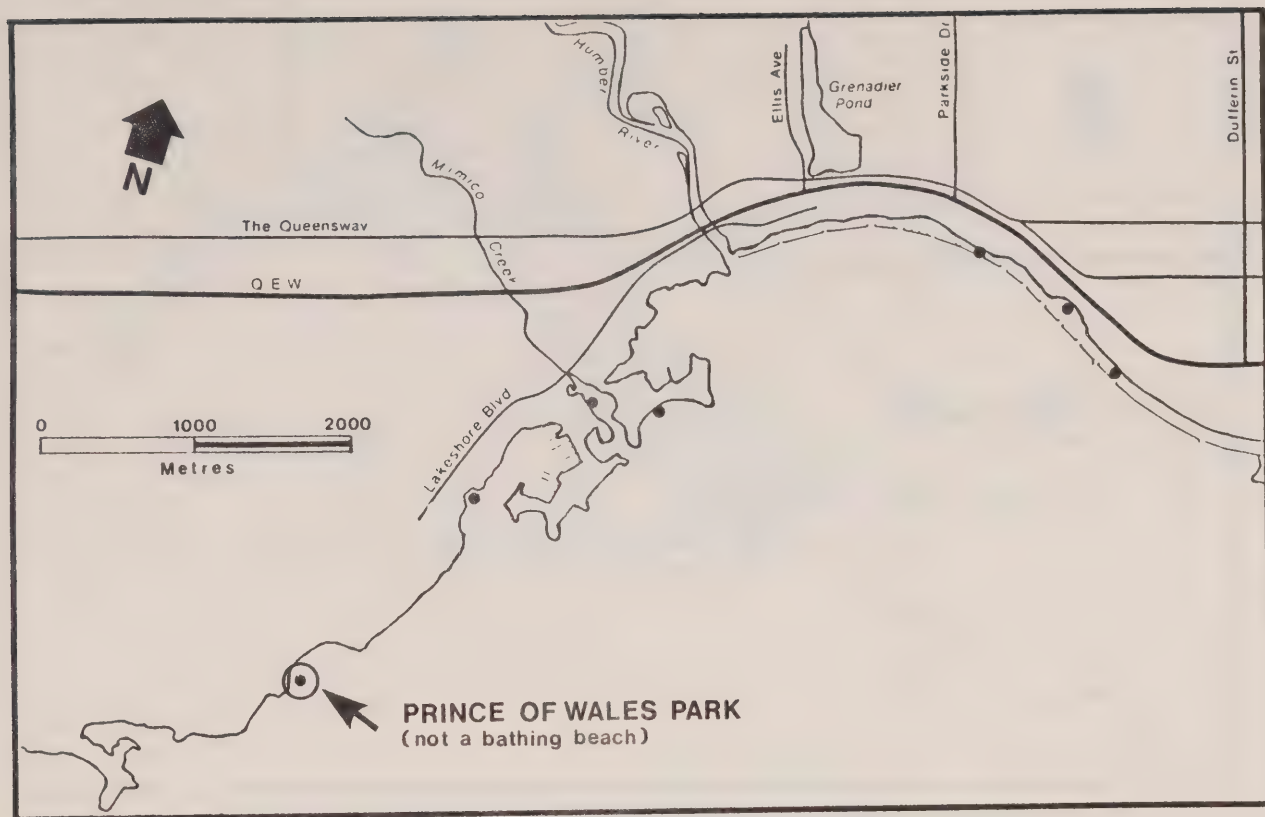 Humber
River
Ellis Ave
Grenadier
Pond
Parkside Dr
Dufferin St
N
Mimico
Creek
The Queensway
QEW
Lakeshore Blvd
0 1000 2000
Metres
PRINCE OF WALES PARK
(not a bathing beach)